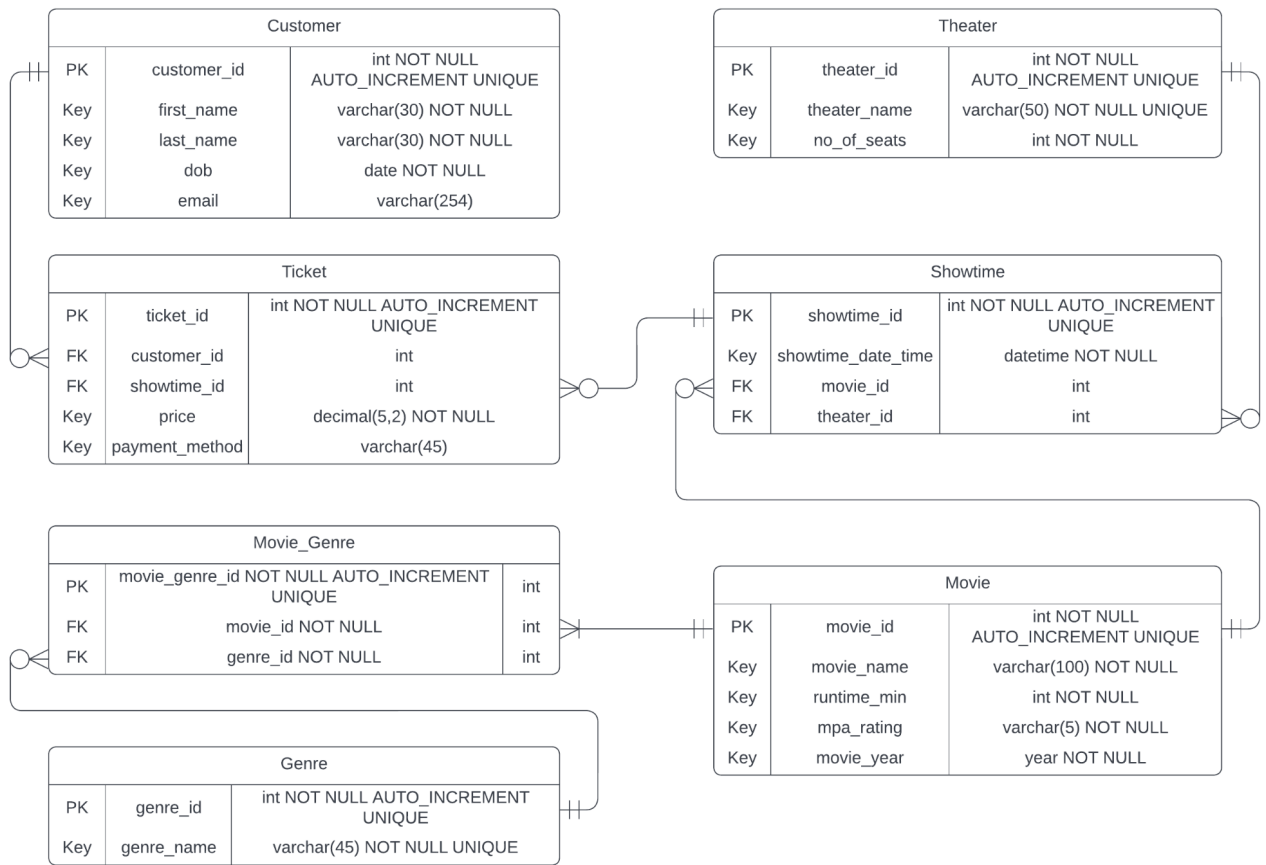 Customer
PK customer_id int NOT NULL
AUTO_INCREMENT UNIQUE
Key first_name varchar(30) NOT NULL
Key last_name varchar(30) NOT NULL
Key dob date NOT NULL
Key email varchar(254)
Theater
PK theater_id int NOT NULL
AUTO_INCREMENT UNIQUE
Key theater_name varchar(50) NOT NULL UNIQUE
Key no_of_seats int NOT NULL
Ticket
PK ticket_id int NOT NULL AUTO_INCREMENT
UNIQUE
FK customer_id int
FK showtime_id int
Key price decimal(5,2) NOT NULL
Key payment_method varchar(45)
Showtime
PK showtime_id int NOT NULL AUTO_INCREMENT
UNIQUE
Key showtime_date_time datetime NOT NULL
FK movie_id int
FK theater_id int
Movie_Genre
PK movie_genre_id NOT NULL AUTO_INCREMENT
UNIQUE int
FK movie_id NOT NULL int
FK genre_id NOT NULL int
Movie
PK movie_id int NOT NULL
AUTO_INCREMENT UNIQUE
Key movie_name varchar(100) NOT NULL
Key runtime_min int NOT NULL
Key mpa_rating varchar(5) NOT NULL
Key movie_year year NOT NULL
Genre
PK genre_id int NOT NULL AUTO_INCREMENT
UNIQUE
Key genre_name varchar(45) NOT NULL UNIQUE